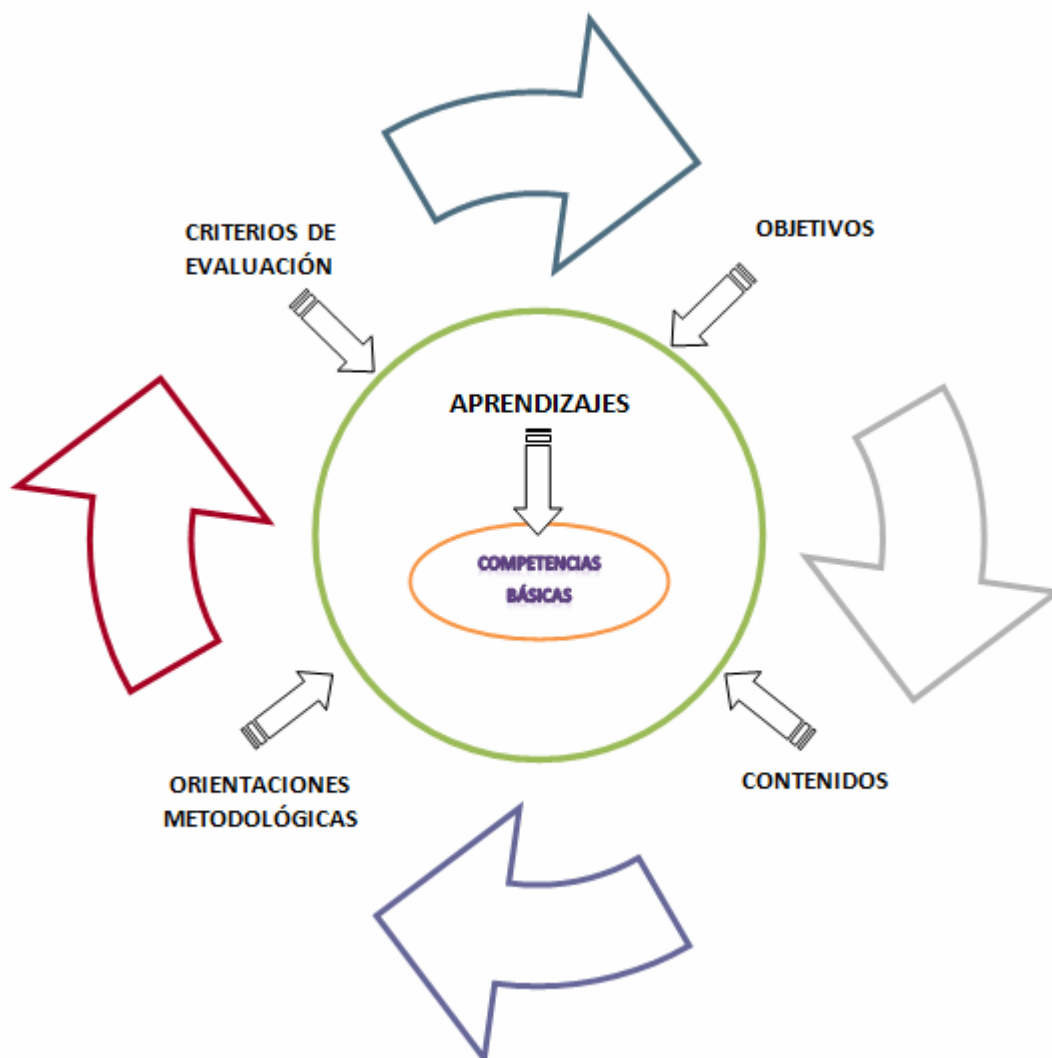 CRITERIOS DE
EVALUACIÓN
OBJETIVOS
APRENDIZAJES
COMPETENCIAS
BÁSICAS
ORIENTACIONES
METODOLÓGICAS
CONTENIDOS